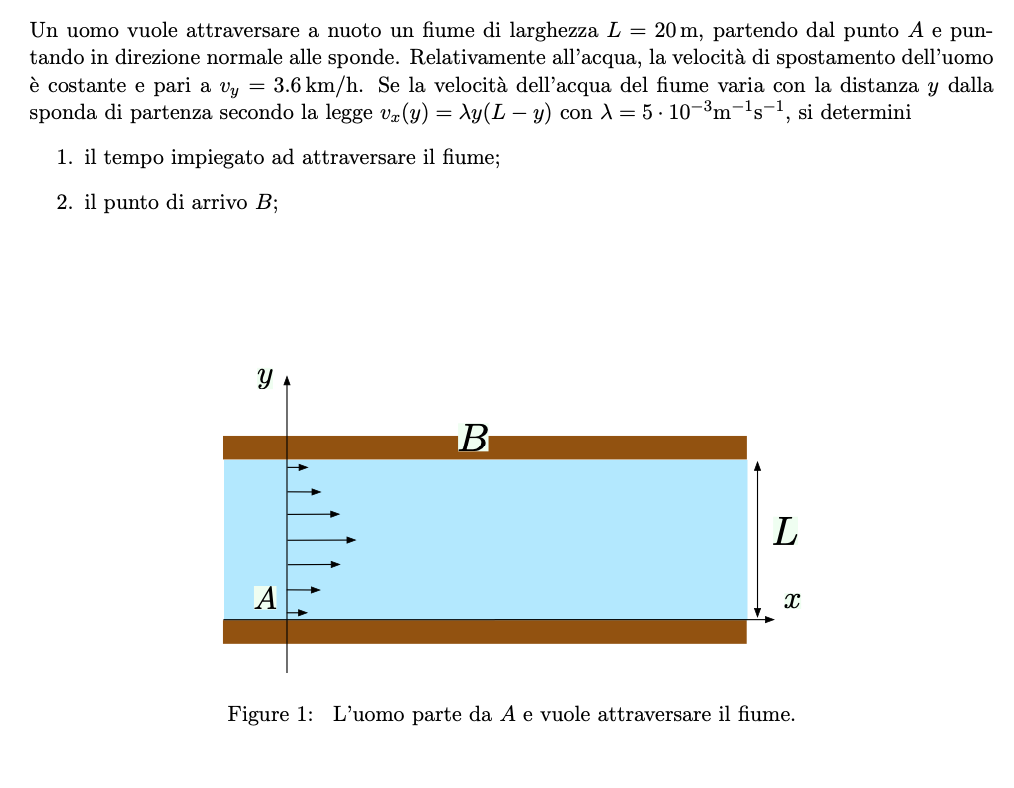 Un uomo vuole attraversare a nuoto un fiume di larghezza L = 20 m, partendo dal punto A e pun-
tando in direzione normale alle sponde. Relativamente all'acqua, la velocità di spostamento dell'uomo
è costante e pari a v_y = 3.6 km/h. Se la velocità dell'acqua del fiume varia con la distanza y dalla
sponda di partenza secondo la legge v_x(y) = λy(L − y) con λ = 5 · 10⁻³m⁻¹s⁻¹, si determini
1. il tempo impiegato ad attraversare il fiume;
2. il punto di arrivo B;
y
B
L
A
x
Figure 1: L'uomo parte da A e vuole attraversare il fiume.